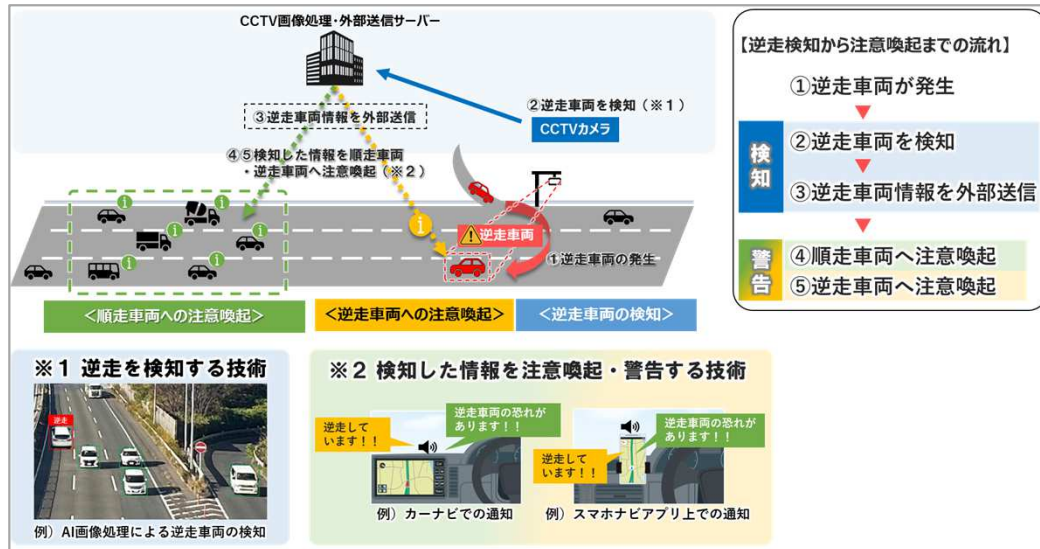 CCTV画像処理・外部送信サーバー
②逆走車両を検知（※１）
CCTVカメラ
③逆走車両情報を外部送信
④⑤検知した情報を順走車両
・逆走車両へ注意喚起（※２）
i
i
i
i
i
i
i
逆走車両
①逆走車両の発生
＜順走車両への注意喚起＞
＜逆走車両への注意喚起＞
＜逆走車両の検知＞
【逆走検知から注意喚起までの流れ】
①逆走車両が発生
検知
②逆走車両を検知
③逆走車両情報を外部送信
警告
④順走車両へ注意喚起
⑤逆走車両へ注意喚起
※１ 逆走を検知する技術
逆走
例）AI画像処理による逆走車両の検知
※２ 検知した情報を注意喚起・警告する技術
逆走して
います！！
逆走車両の恐れが
あります！！
例）カーナビでの通知
逆走して
います！！
逆走車両の恐れが
あります！！
例）スマホナビアプリ上での通知